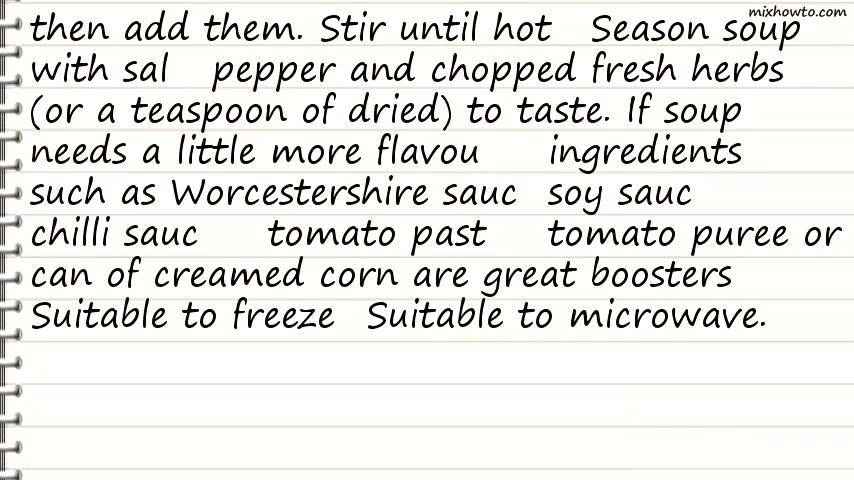 mixhowto.com
then add them. Stir until hot Season soup
with sal pepper and chopped fresh herbs
(or a teaspoon of dried) to taste. If soup
needs a little more flavou ingredients
such as Worcestershire sauc soy sauc
chilli sauc tomato past tomato puree or
can of creamed corn are great boosters
Suitable to freeze Suitable to microwave.